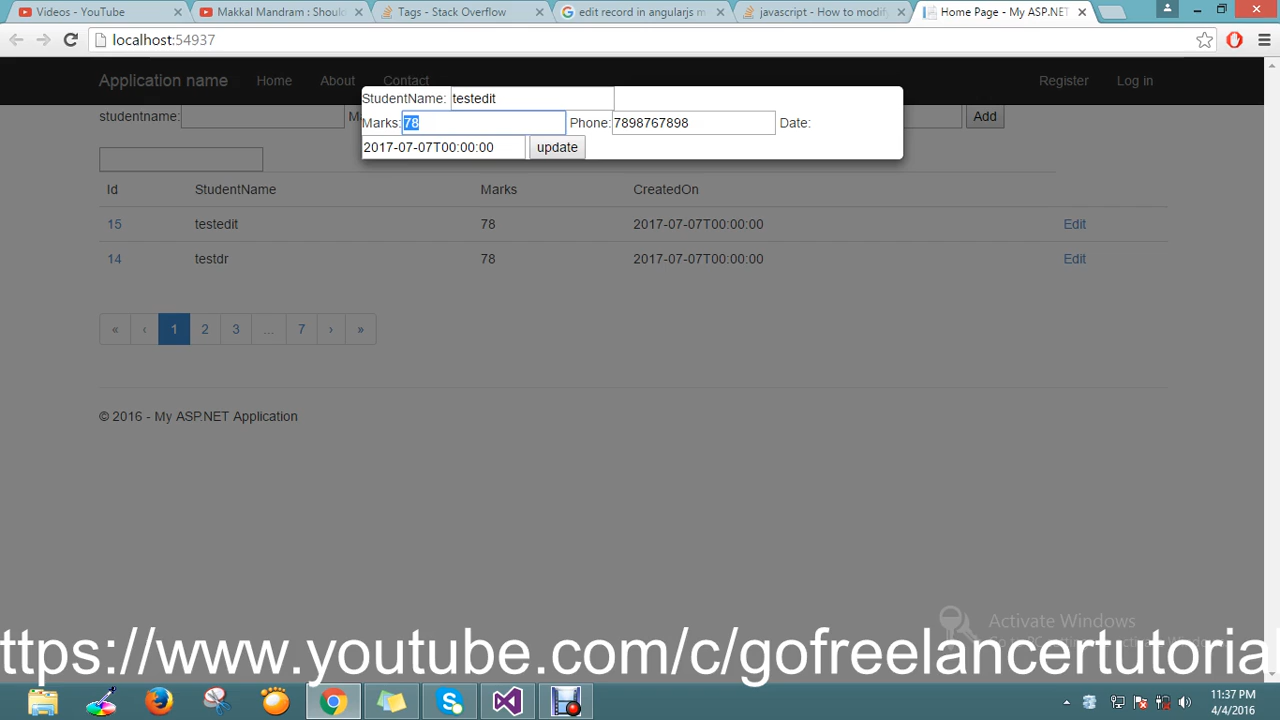 Videos - YouTube
Makkal Mandram : Shoul
Tags - Stack Overflow
edit record in angularjs m
javascript - How to modify
Home Page - My ASP.NET
localhost:54937
Application name Home About Contact Register Log in
StudentName: testedit
Marks: 78 Phone: 7898767898 Date:
2017-07-07T00:00:00 update
studentname: M Add
Id StudentName Marks CreatedOn
15 testedit 78 2017-07-07T00:00:00 Edit
14 testdr 78 2017-07-07T00:00:00 Edit
« ‹ 1 2 3 ... 7 › »
© 2016 - My ASP.NET Application
Activate Windows
ttps://www.youtube.com/c/gofreelancertutorial
11:37 PM
4/4/2016